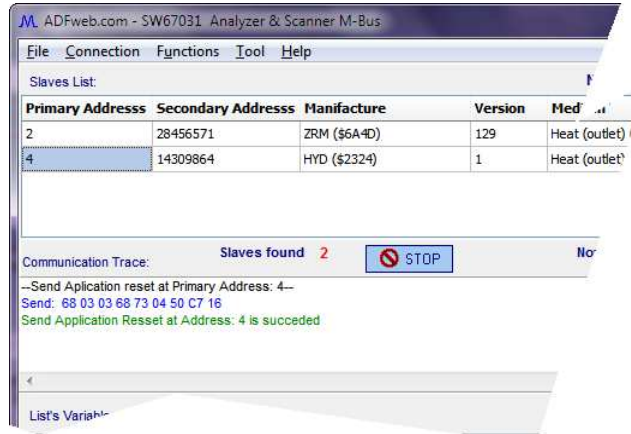 ADFweb.com - SW67031 Analyzer & Scanner M-Bus
File Connection Functions Tool Help
Slaves List:
Primary Addresss Secondary Addresss Manifacture Version
2 28456571 ZRM ($6A4D) 129 Heat (outlet)
4 14309864 HYD ($2324) 1 Heat (outlet)
Slaves found 2 STOP
Communication Trace:
--Send Aplication reset at Primary Address: 4--
Send: 68 03 03 68 73 04 50 C7 16
Send Application Resset at Address: 4 is succeded
List's